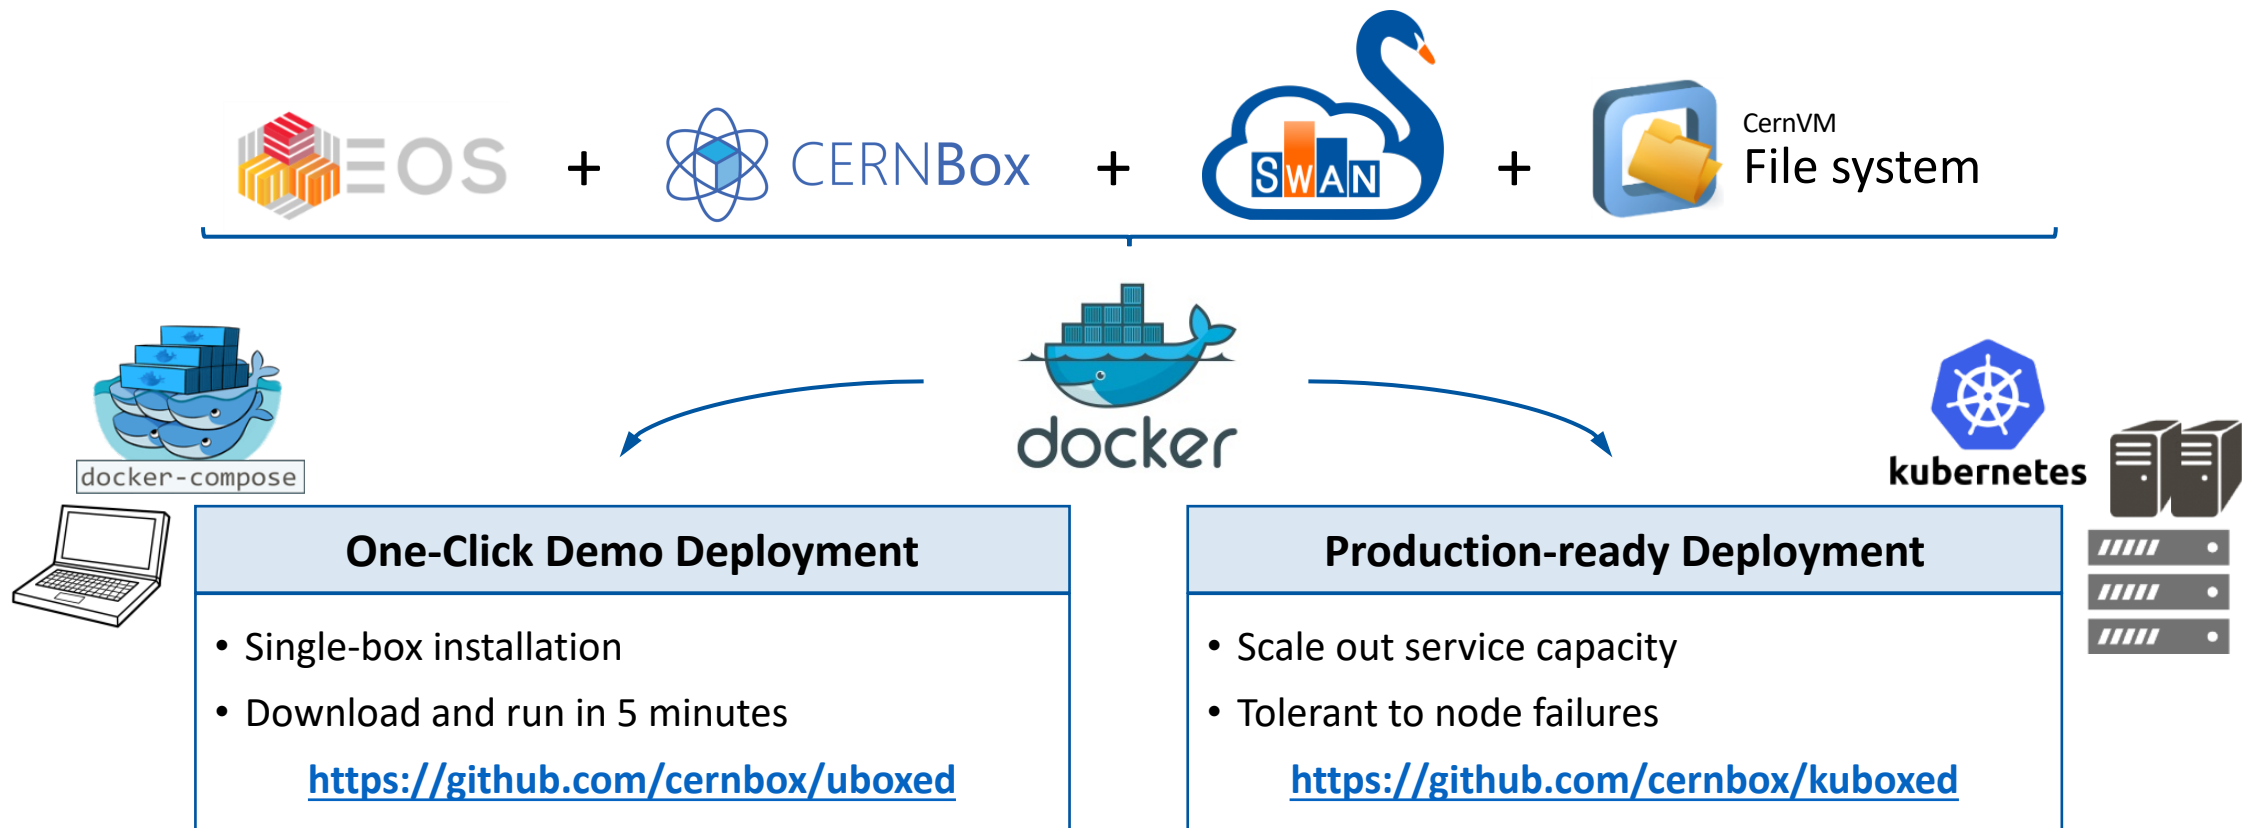 EOS + CERNBox + SWAN + CernVM
File system
docker
docker-compose
kubernetes
One-Click Demo Deployment
• Single-box installation
• Download and run in 5 minutes
https://github.com/cernbox/uboxed
Production-ready Deployment
• Scale out service capacity
• Tolerant to node failures
https://github.com/cernbox/kuboxed